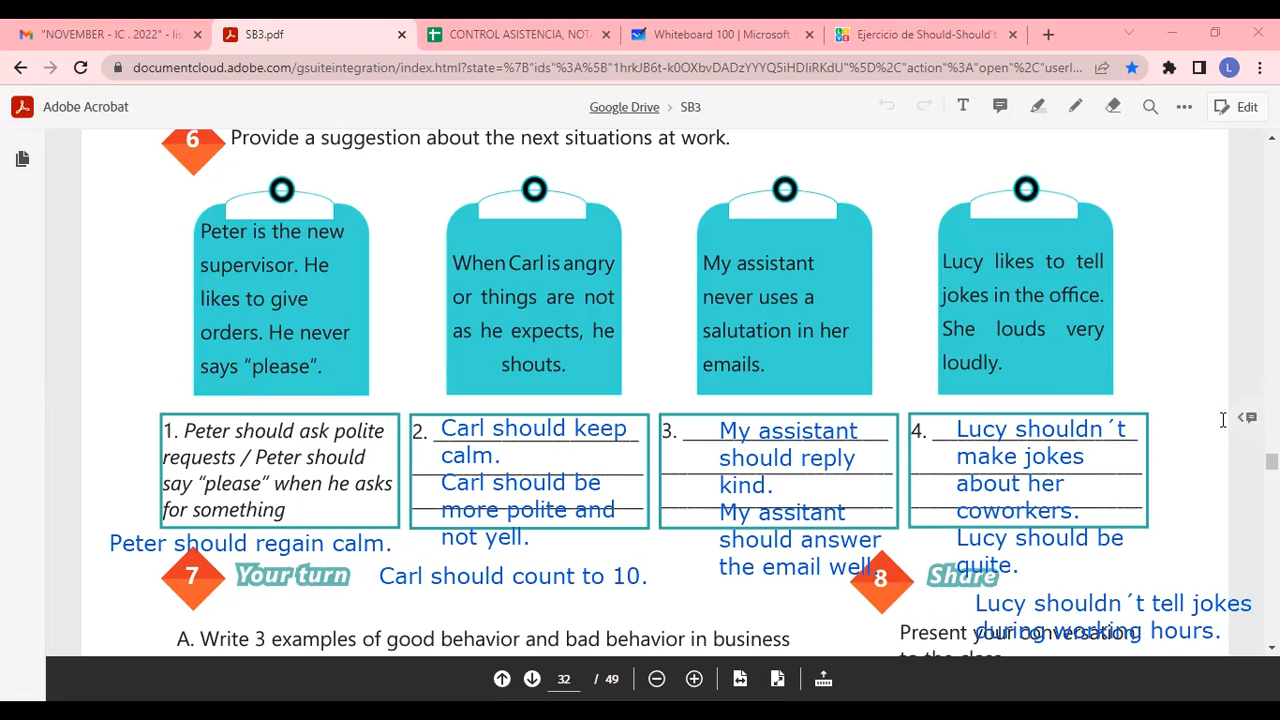 "NOVEMBER - IC . 2022" - lis
SB3.pdf
CONTROL ASISTENCIA, NOTA
Whiteboard 100 | Microsoft
Ejercicio de Should-Should't
documentcloud.adobe.com/gsuiteintegration/index.html?state=%7B"ids"%3A%5B"1hrkJB6t-k0OXbvDADzYYYQ5iHDIiRKdU"%5D%2C"action"%3A"open"%2C"userI...
L
Adobe Acrobat
Google Drive
SB3
Edit
6
Provide a suggestion about the next situations at work.
Peter is the new
supervisor. He
likes to give
orders. He never
says “please”.
When Carl is angry
or things are not
as he expects, he
shouts.
My assistant
never uses a
salutation in her
emails.
Lucy likes to tell
jokes in the office.
She louds very
loudly.
1. Peter should ask polite
requests / Peter should
say “please” when he asks
for something
Peter should regain calm.
2.
Carl should keep
calm.
Carl should be
more polite and
not yell.
Carl should count to 10.
3.
My assistant
should reply
kind.
My assitant
should answer
the email well.
4.
Lucy shouldn´t
make jokes
about her
coworkers.
Lucy should be
quite.
Lucy shouldn´t tell jokes
during working hours.
7
Your turn
A. Write 3 examples of good behavior and bad behavior in business
8
Share
Present your conversation
to the class
32 / 49